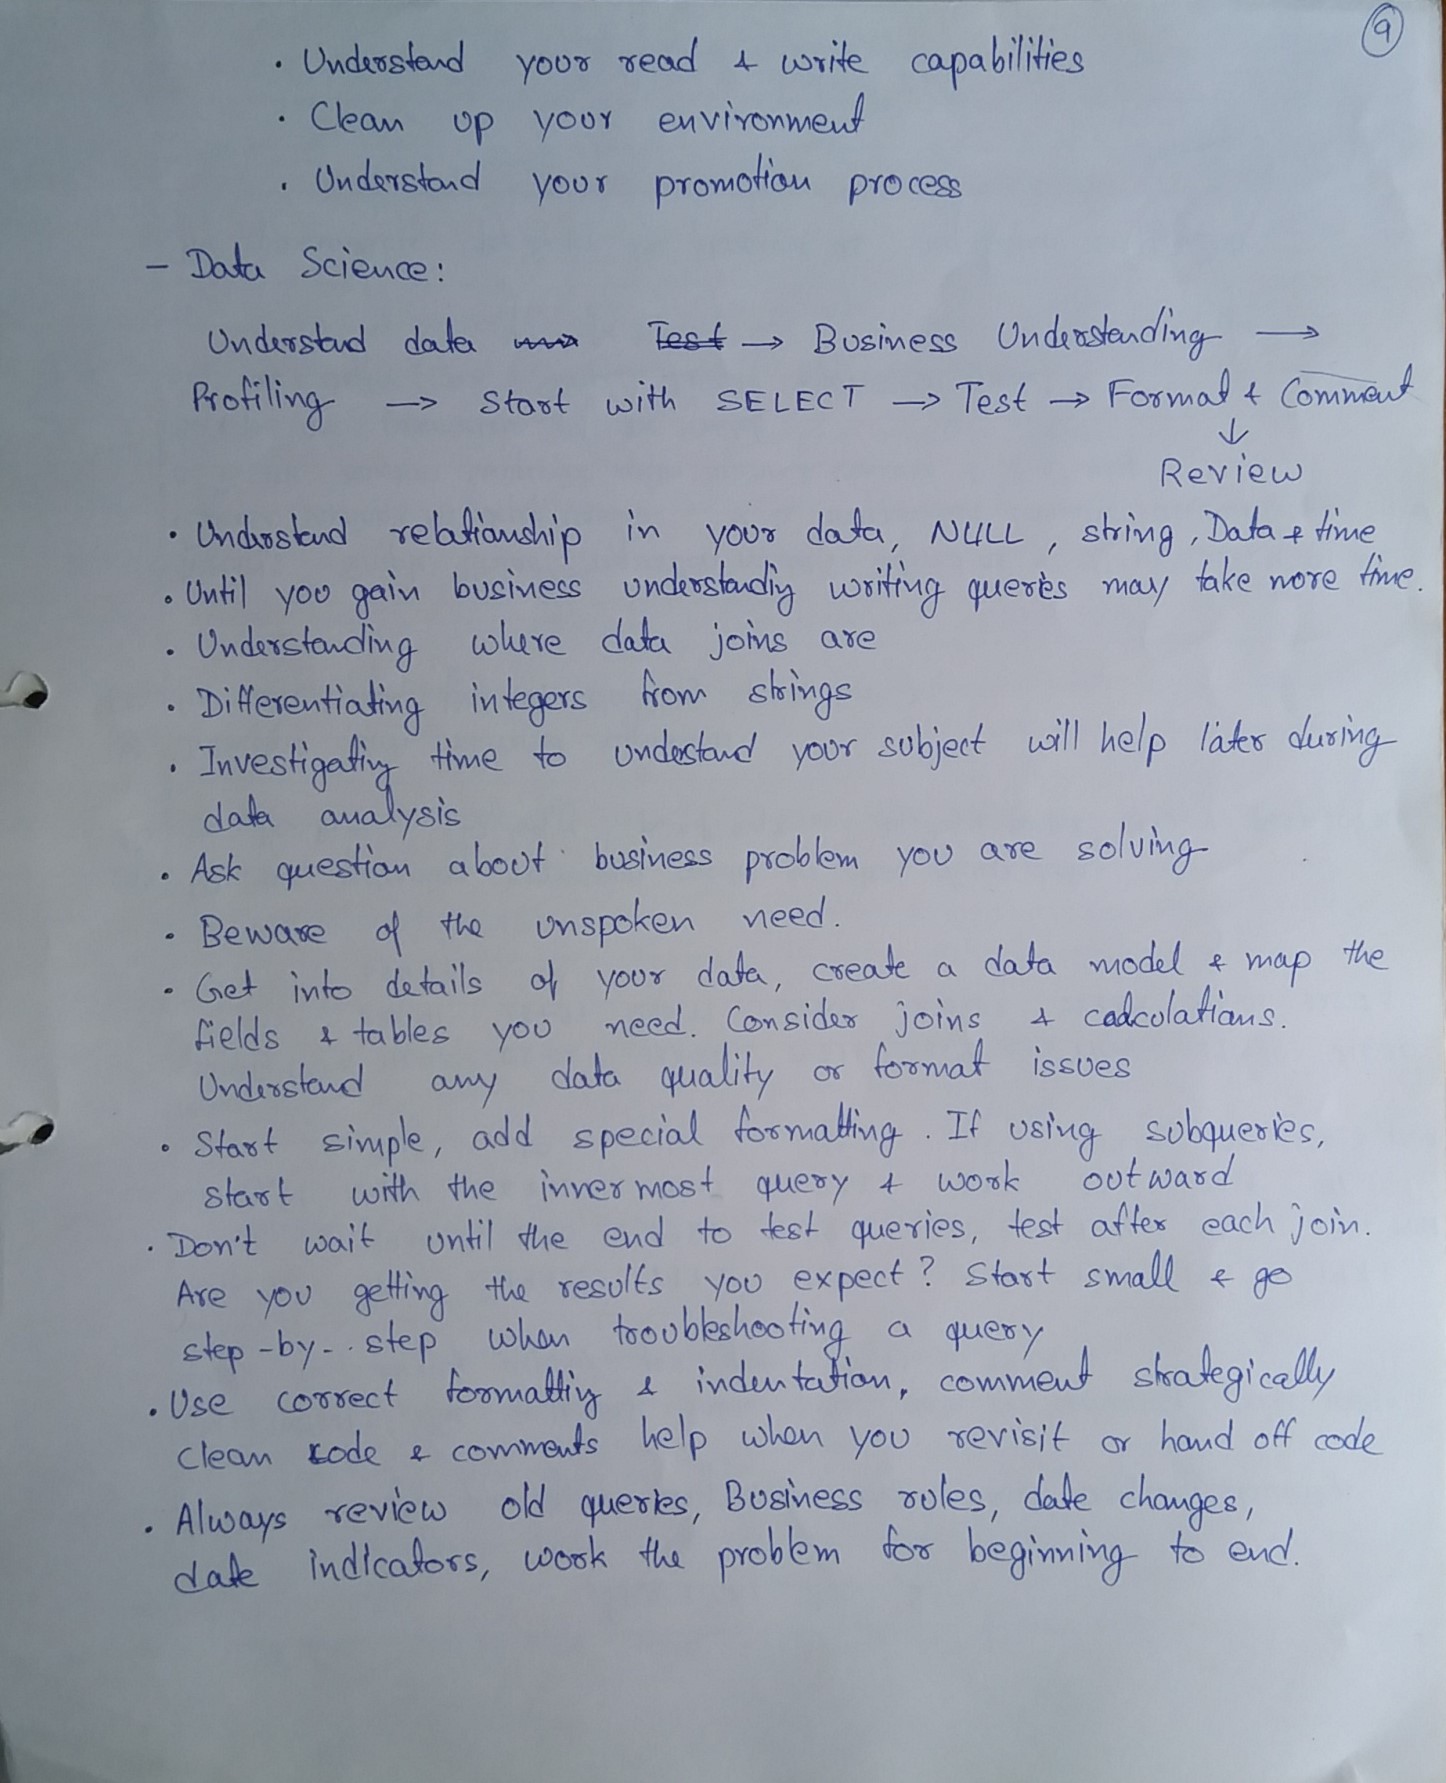 9
· Understand your read & write capabilities
· Clean up your environment
· Understand your promotion process
- Data Science:
Understand data Test → Business Understanding →
Profiling → Start with SELECT → Test → Format & Comment
↓
Review
· Understand relationship in your data, NULL, string, Data & time
· Until you gain business understanding writing queries may take more time.
· Understanding where data joins are
· Differentiating integers from strings
· Investigating time to understand your subject will help later during
data analysis
· Ask question about business problem you are solving
· Beware of the unspoken need.
· Get into details of your data, create a data model & map the
fields & tables you need. Consider joins & calculations.
Understand any data quality or format issues
· Start simple, add special formatting. If using subqueries,
start with the innermost query & work outward
· Don't wait until the end to test queries, test after each join.
Are you getting the results you expect? Start small & go
step-by-step when troubleshooting a query
· Use correct formatting & indentation, comment strategically
clean code & comments help when you revisit or hand off code
· Always review old queries, Business rules, date changes,
date indicators, work the problem for beginning to end.